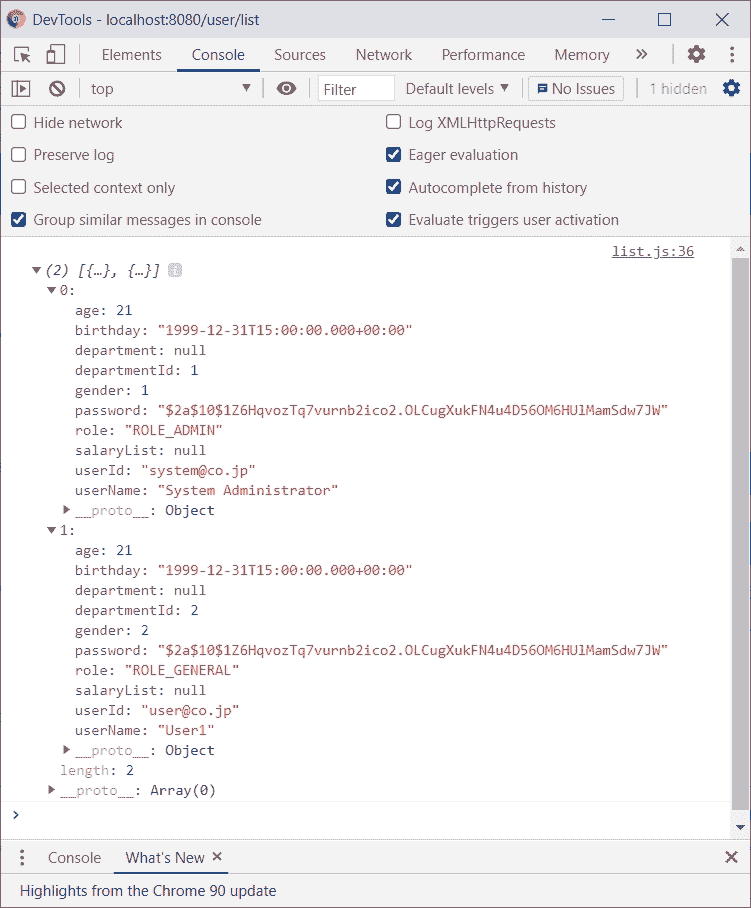 DevTools - localhost:8080/user/list
Elements Console Sources Network Performance Memory »
top Filter Default levels No Issues 1 hidden
Hide network Log XMLHttpRequests
Preserve log Eager evaluation
Selected context only Autocomplete from history
Group similar messages in console Evaluate triggers user activation
list.js:36
(2) [{…}, {…}] i
0:
age: 21
birthday: "1999-12-31T15:00:00.000+00:00"
department: null
departmentId: 1
gender: 1
password: "$2a$10$1Z6HqvozTq7vurnb2ico2.OLCugXukFN4u4D56OM6HUlMamSdw7JW"
role: "ROLE_ADMIN"
salaryList: null
userId: "system@co.jp"
userName: "System Administrator"
__proto__: Object
1:
age: 21
birthday: "1999-12-31T15:00:00.000+00:00"
department: null
departmentId: 2
gender: 2
password: "$2a$10$1Z6HqvozTq7vurnb2ico2.OLCugXukFN4u4D56OM6HUlMamSdw7JW"
role: "ROLE_GENERAL"
salaryList: null
userId: "user@co.jp"
userName: "User1"
__proto__: Object
length: 2
__proto__: Array(0)
>
Console What's New ×
Highlights from the Chrome 90 update